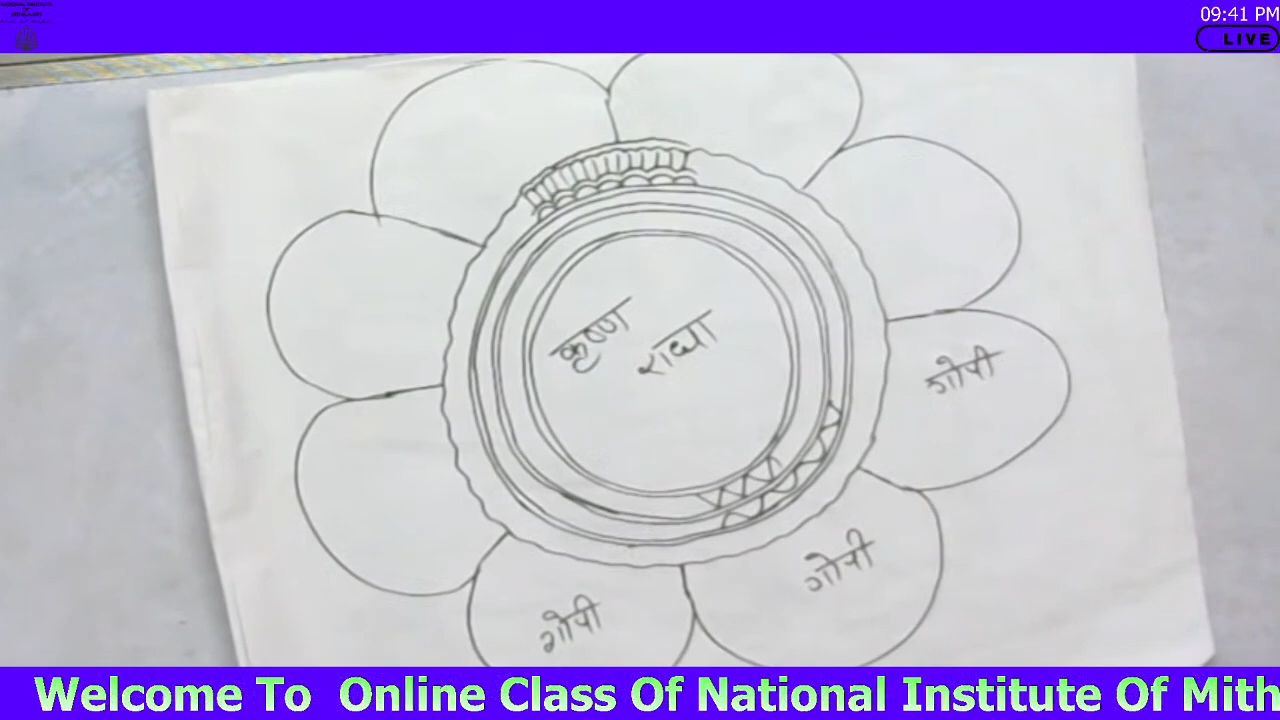 09:41 PM
LIVE
कृष्ण
राधा
गोपी
गोपी
गोपी
Welcome To Online Class Of National Institute Of Mith